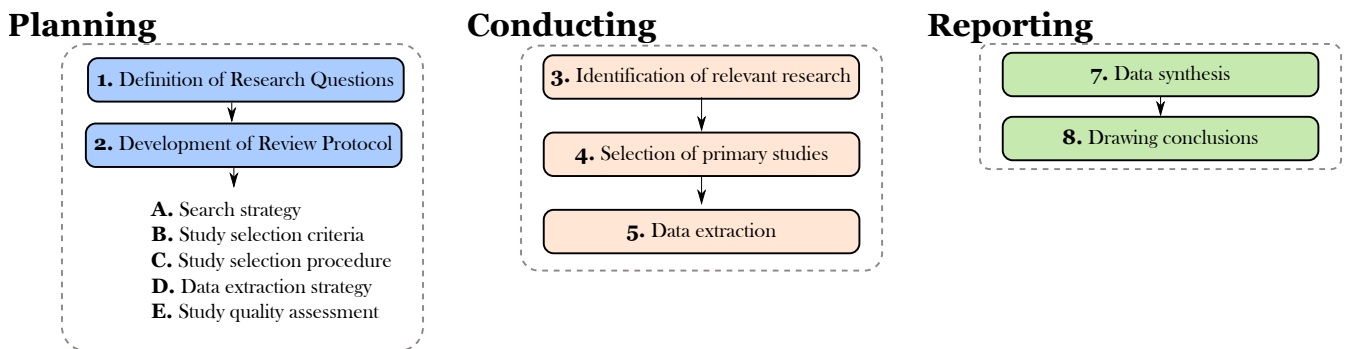 Planning
1. Definition of Research Questions
2. Development of Review Protocol
A. Search strategy
B. Study selection criteria
C. Study selection procedure
D. Data extraction strategy
E. Study quality assessment
Conducting
3. Identification of relevant research
4. Selection of primary studies
5. Data extraction
Reporting
7. Data synthesis
8. Drawing conclusions